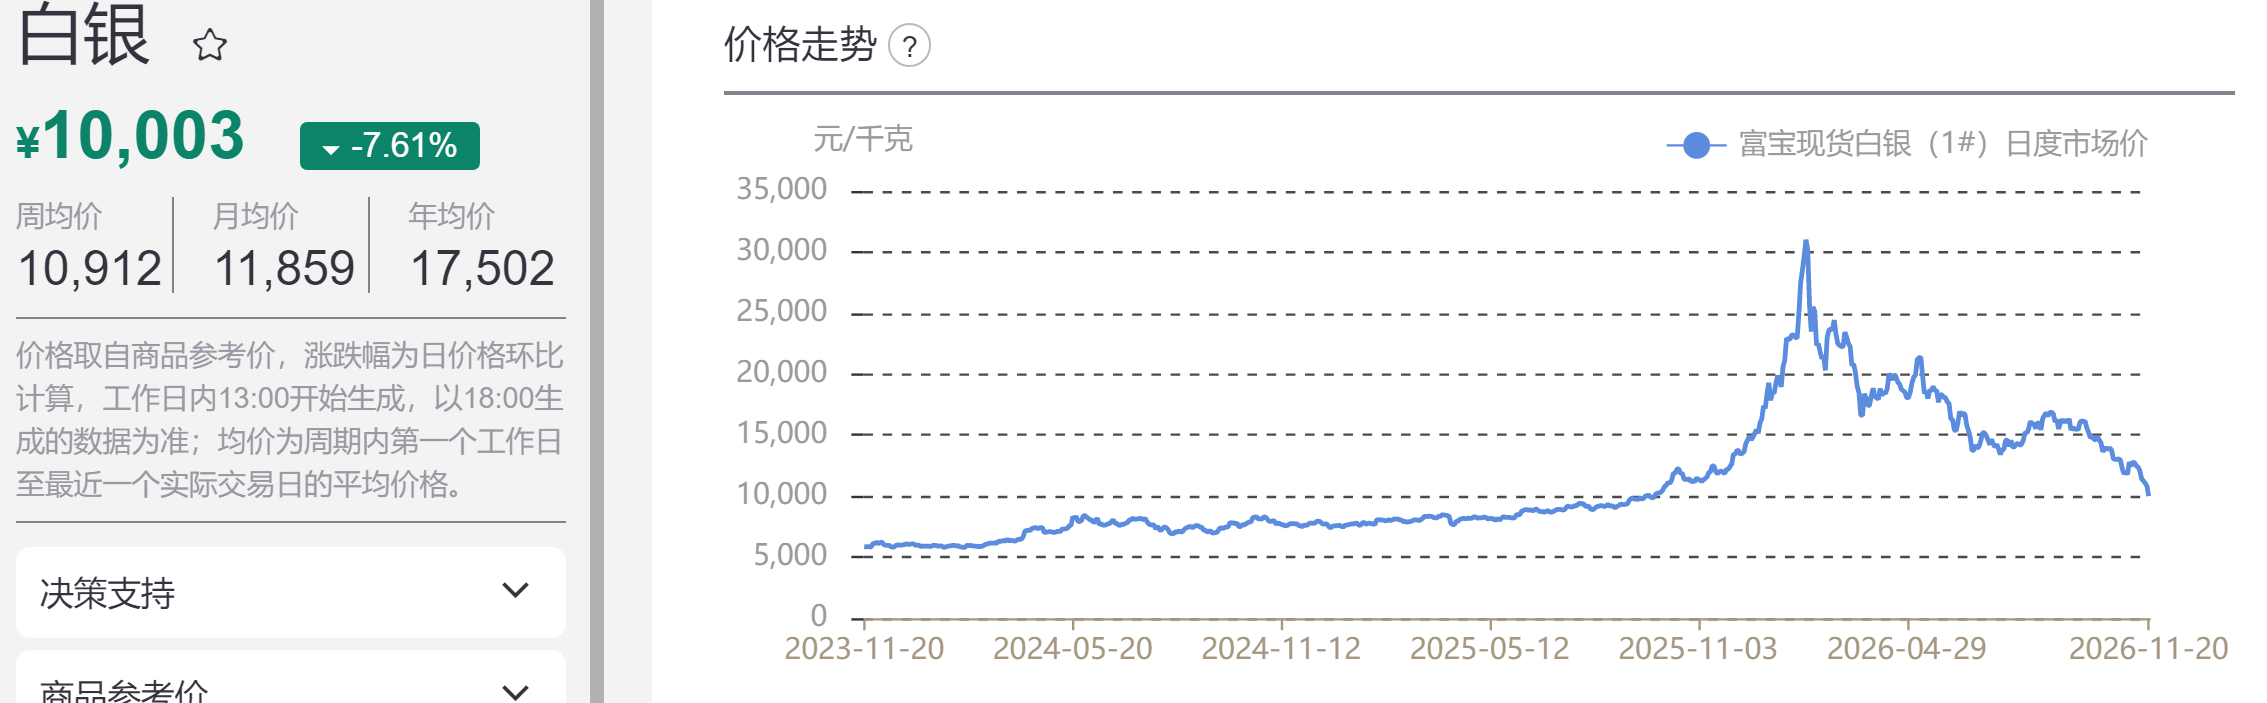 白银
¥10,003
-7.61%
周均价
10,912
月均价
11,859
年均价
17,502
价格取自商品参考价，涨跌幅为日价格环比
计算，工作日内13:00开始生成，以18:00生
成的数据为准；均价为周期内第一个工作日
至最近一个实际交易日的平均价格。
决策支持
商品参考价
价格走势 ?
元/千克
富宝现货白银（1#）日度市场价
35,000
30,000
25,000
20,000
15,000
10,000
5,000
0
2023-11-20
2024-05-20
2024-11-12
2025-05-12
2025-11-03
2026-04-29
2026-11-20